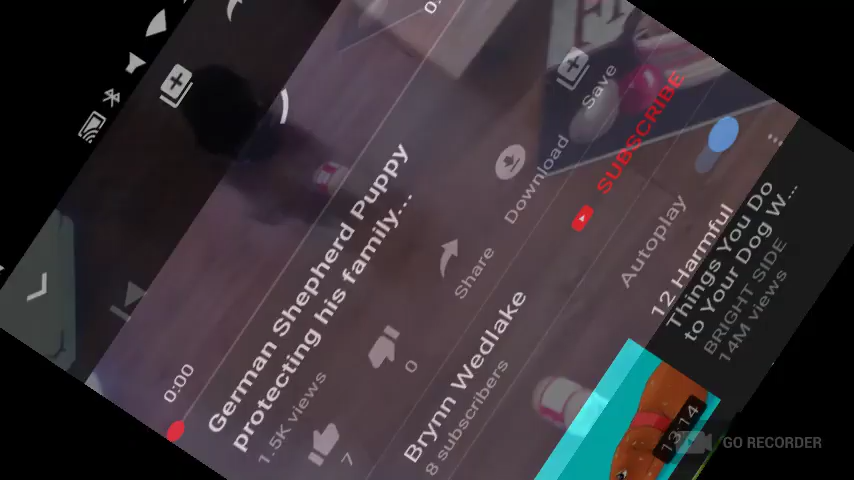 0:00
German Shepherd Puppy
protecting his family...
1.5K views
7
0
Share
Download
Save
Brynn Wedlake
8 subscribers
SUBSCRIBE
Autoplay
12 Harmful
Things You Do
to Your Dog W...
BRIGHT SIDE
14M views
13:14
GO RECORDER